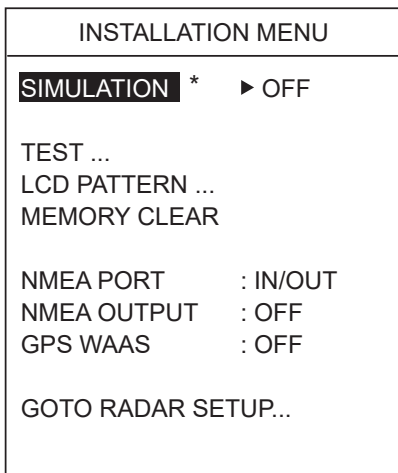 INSTALLATION MENU
SIMULATION * ▶ OFF
TEST ...
LCD PATTERN ...
MEMORY CLEAR
NMEA PORT : IN/OUT
NMEA OUTPUT : OFF
GPS WAAS : OFF
GOTO RADAR SETUP...